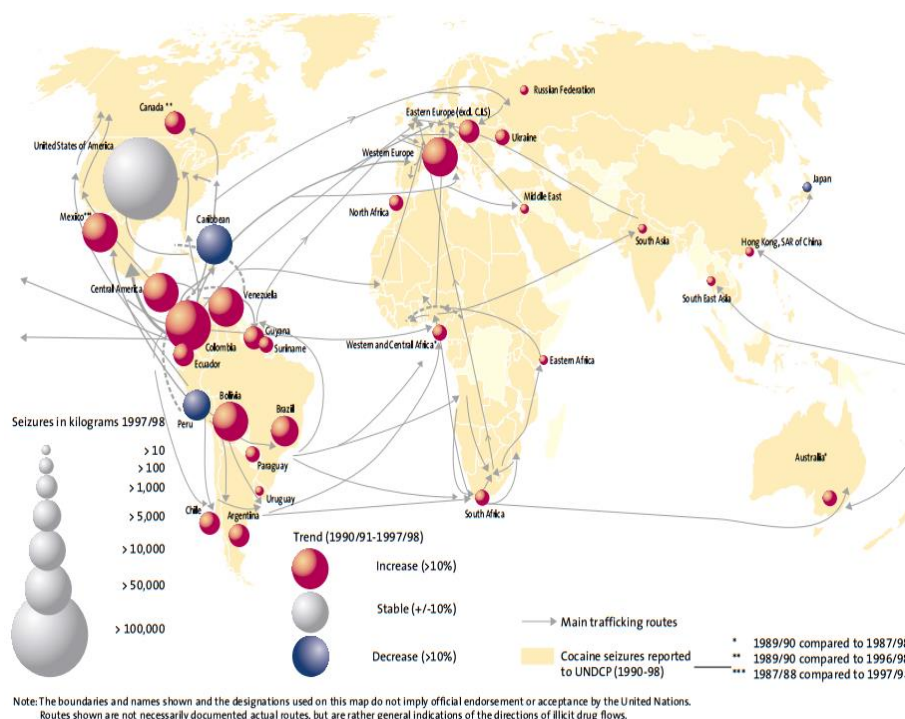 Canada **
Russian Federation
Eastern Europe (excl. C.I.S)
Ukraine
United States of America
Western Europe
Middle East
Japan
North Africa
Mexico***
Caribbean
South Asia
Hong Kong, SAR of China
Central America
Venezuella
South East Asia
Guyana
Colombia
Suriname
Western and Central Africa*
Eastern Africa
Ecuador
Bolivia
Brazill
Peru
Seizures in kilograms 1997/98
> 10
> 100
> 1,000
> 5,000
> 10,000
> 50,000
> 100,000
Paraguay
Australia*
Uruguay
Chile
Argentiina
South Africa
Trend (1990/91-1997/98)
Increase (>10%)
Stable (+/-10%)
Decrease (>10%)
Main trafficking routes
Cocaine seizures reported
to UNDCP (1990-98)
* 1989/90 compared to 1987/98
** 1989/90 compared to 1996/98
*** 1987/88 compared to 1997/98
Note: The boundaries and names shown and the designations used on this map do not imply official endorsement or acceptance by the United Nations.
Routes shown are not necessarily documented actual routes, but are rather general indications of the directions of illicit drug flows.